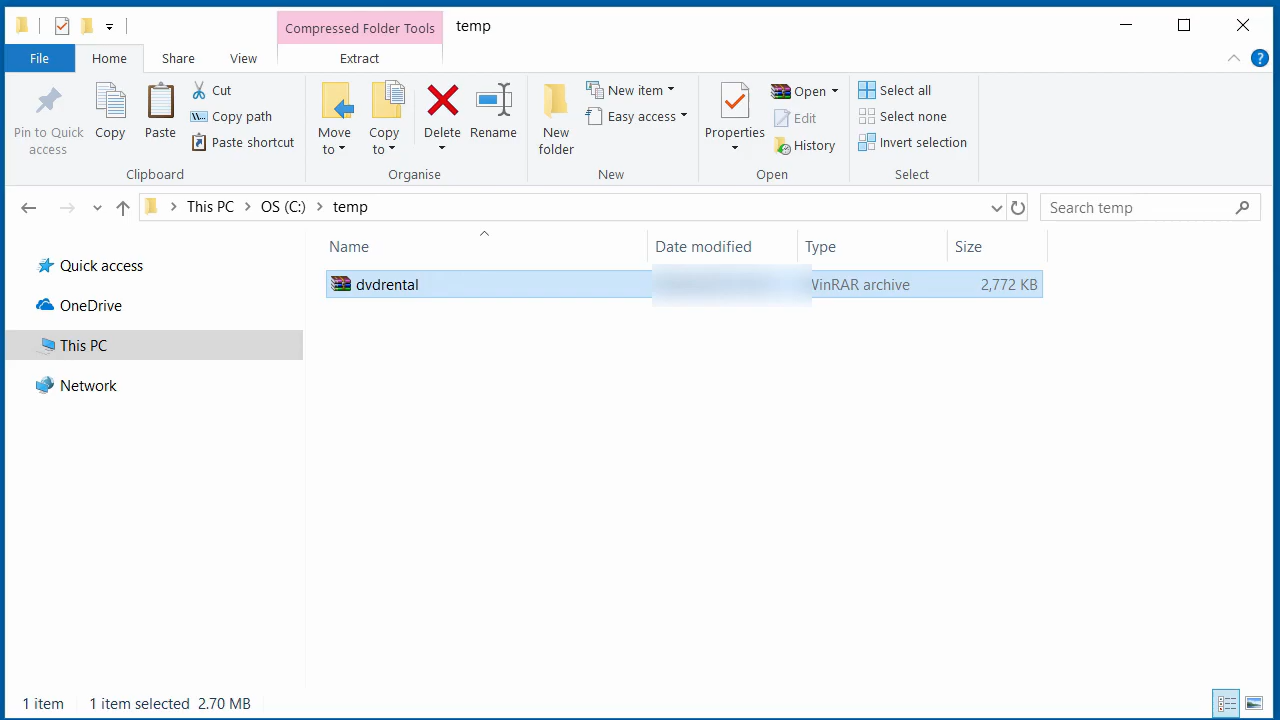 Compressed Folder Tools
temp
File
Home
Share
View
Extract
Pin to Quick
access
Copy
Paste
Cut
Copy path
Paste shortcut
Clipboard
Move
to
Copy
to
Delete
Rename
Organise
New
folder
New item
Easy access
New
Properties
Open
Edit
History
Open
Select all
Select none
Invert selection
Select
This PC
OS (C:)
temp
Search temp
Name
Date modified
Type
Size
Quick access
OneDrive
This PC
Network
dvdrental
WinRAR archive
2,772 KB
1 item
1 item selected 2.70 MB